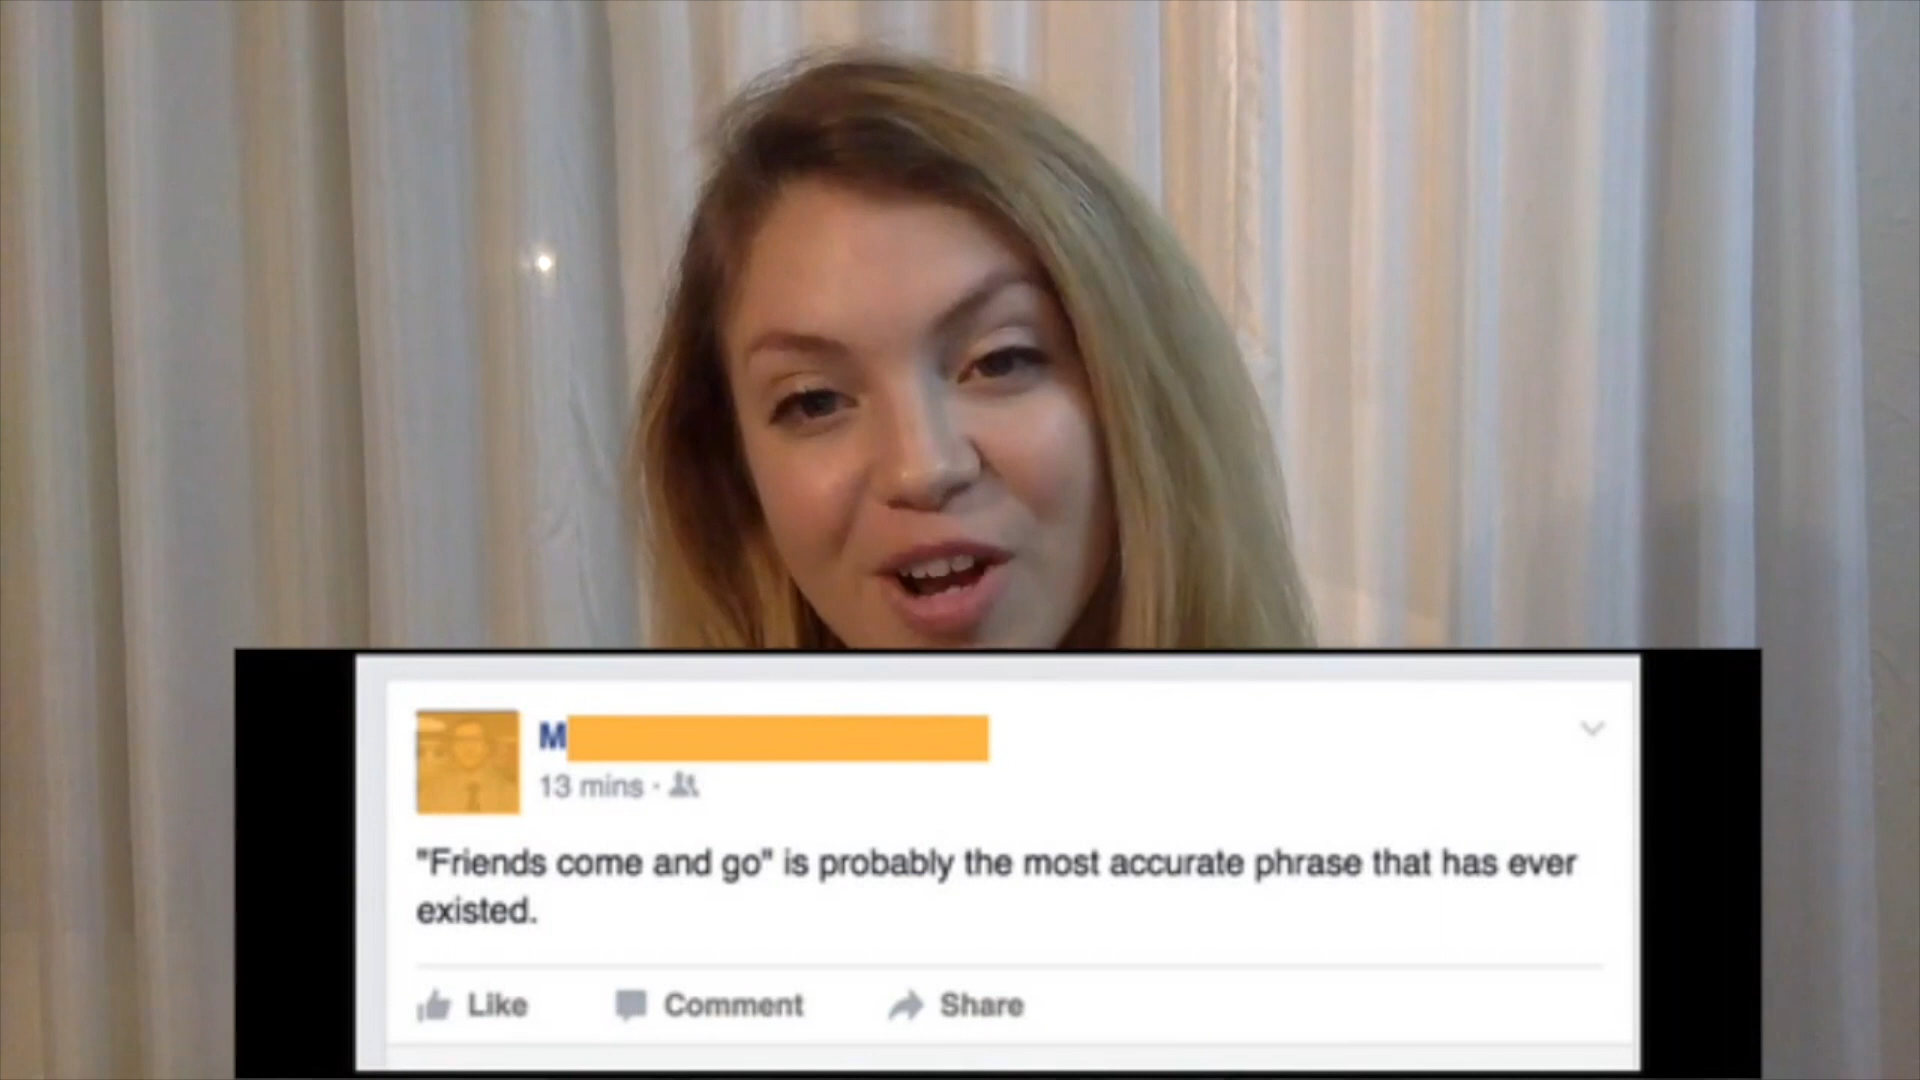 M
13 mins ·
"Friends come and go" is probably the most accurate phrase that has ever
existed.
Like Comment Share